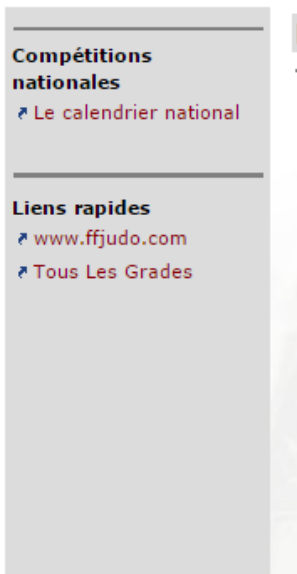 Compétitions
nationales
Le calendrier national
Liens rapides
www.ffjudo.com
Tous Les Grades